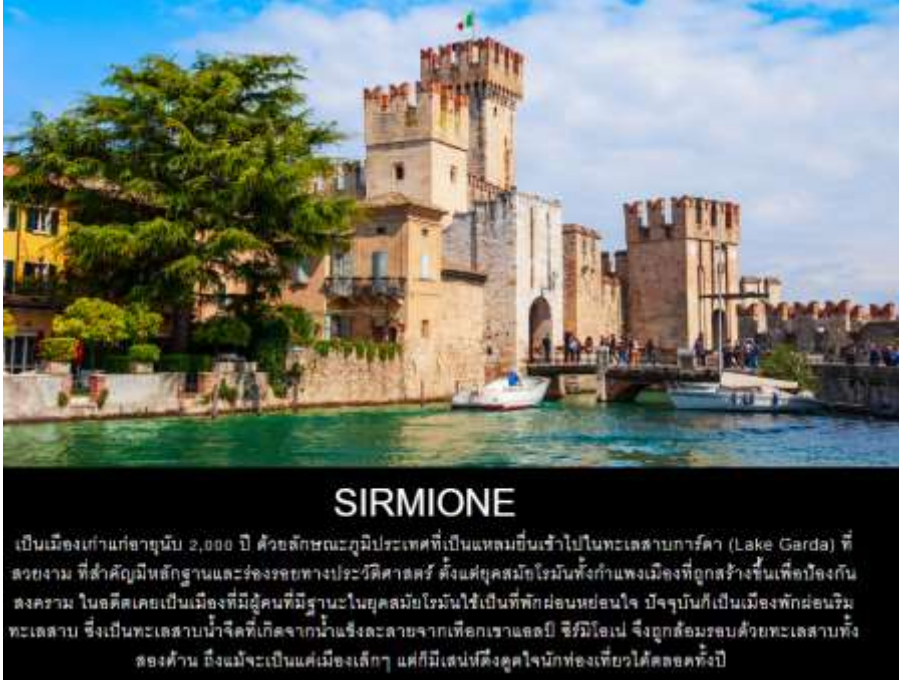 SIRMIONE
เป็นเมืองเก่าแก่อายุนับ 2,000 ปี ด้วยลักษณะภูมิประเทศที่เป็นแหลมยื่นเข้าไปในทะเลสาบการ์ดา (Lake Garda) ที่
สวยงาม ที่สำคัญมีหลักฐานและร่องรอยทางประวัติศาสตร์ ตั้งแต่ยุคสมัยโรมันทั้งกำแพงเมืองที่ถูกสร้างขึ้นเพื่อป้องกัน
สงคราม ในอดีตเคยเป็นเมืองที่มีผู้คนที่มีฐานะในยุคสมัยโรมันใช้เป็นที่พักผ่อนหย่อนใจ ปัจจุบันก็เป็นเมืองพักผ่อนริม
ทะเลสาบ ซึ่งเป็นทะเลสาบน้ำจืดที่เกิดจากน้ำแข็งละลายจากเทือกเขาแอลป์ ซีร์มิโอเน่ จึงถูกล้อมรอบด้วยทะเลสาบทั้ง
สองด้าน ถึงแม้จะเป็นแค่เมืองเล็กๆ แต่ก็มีเสน่ห์ดึงดูดใจนักท่องเที่ยวได้ตลอดทั้งปี